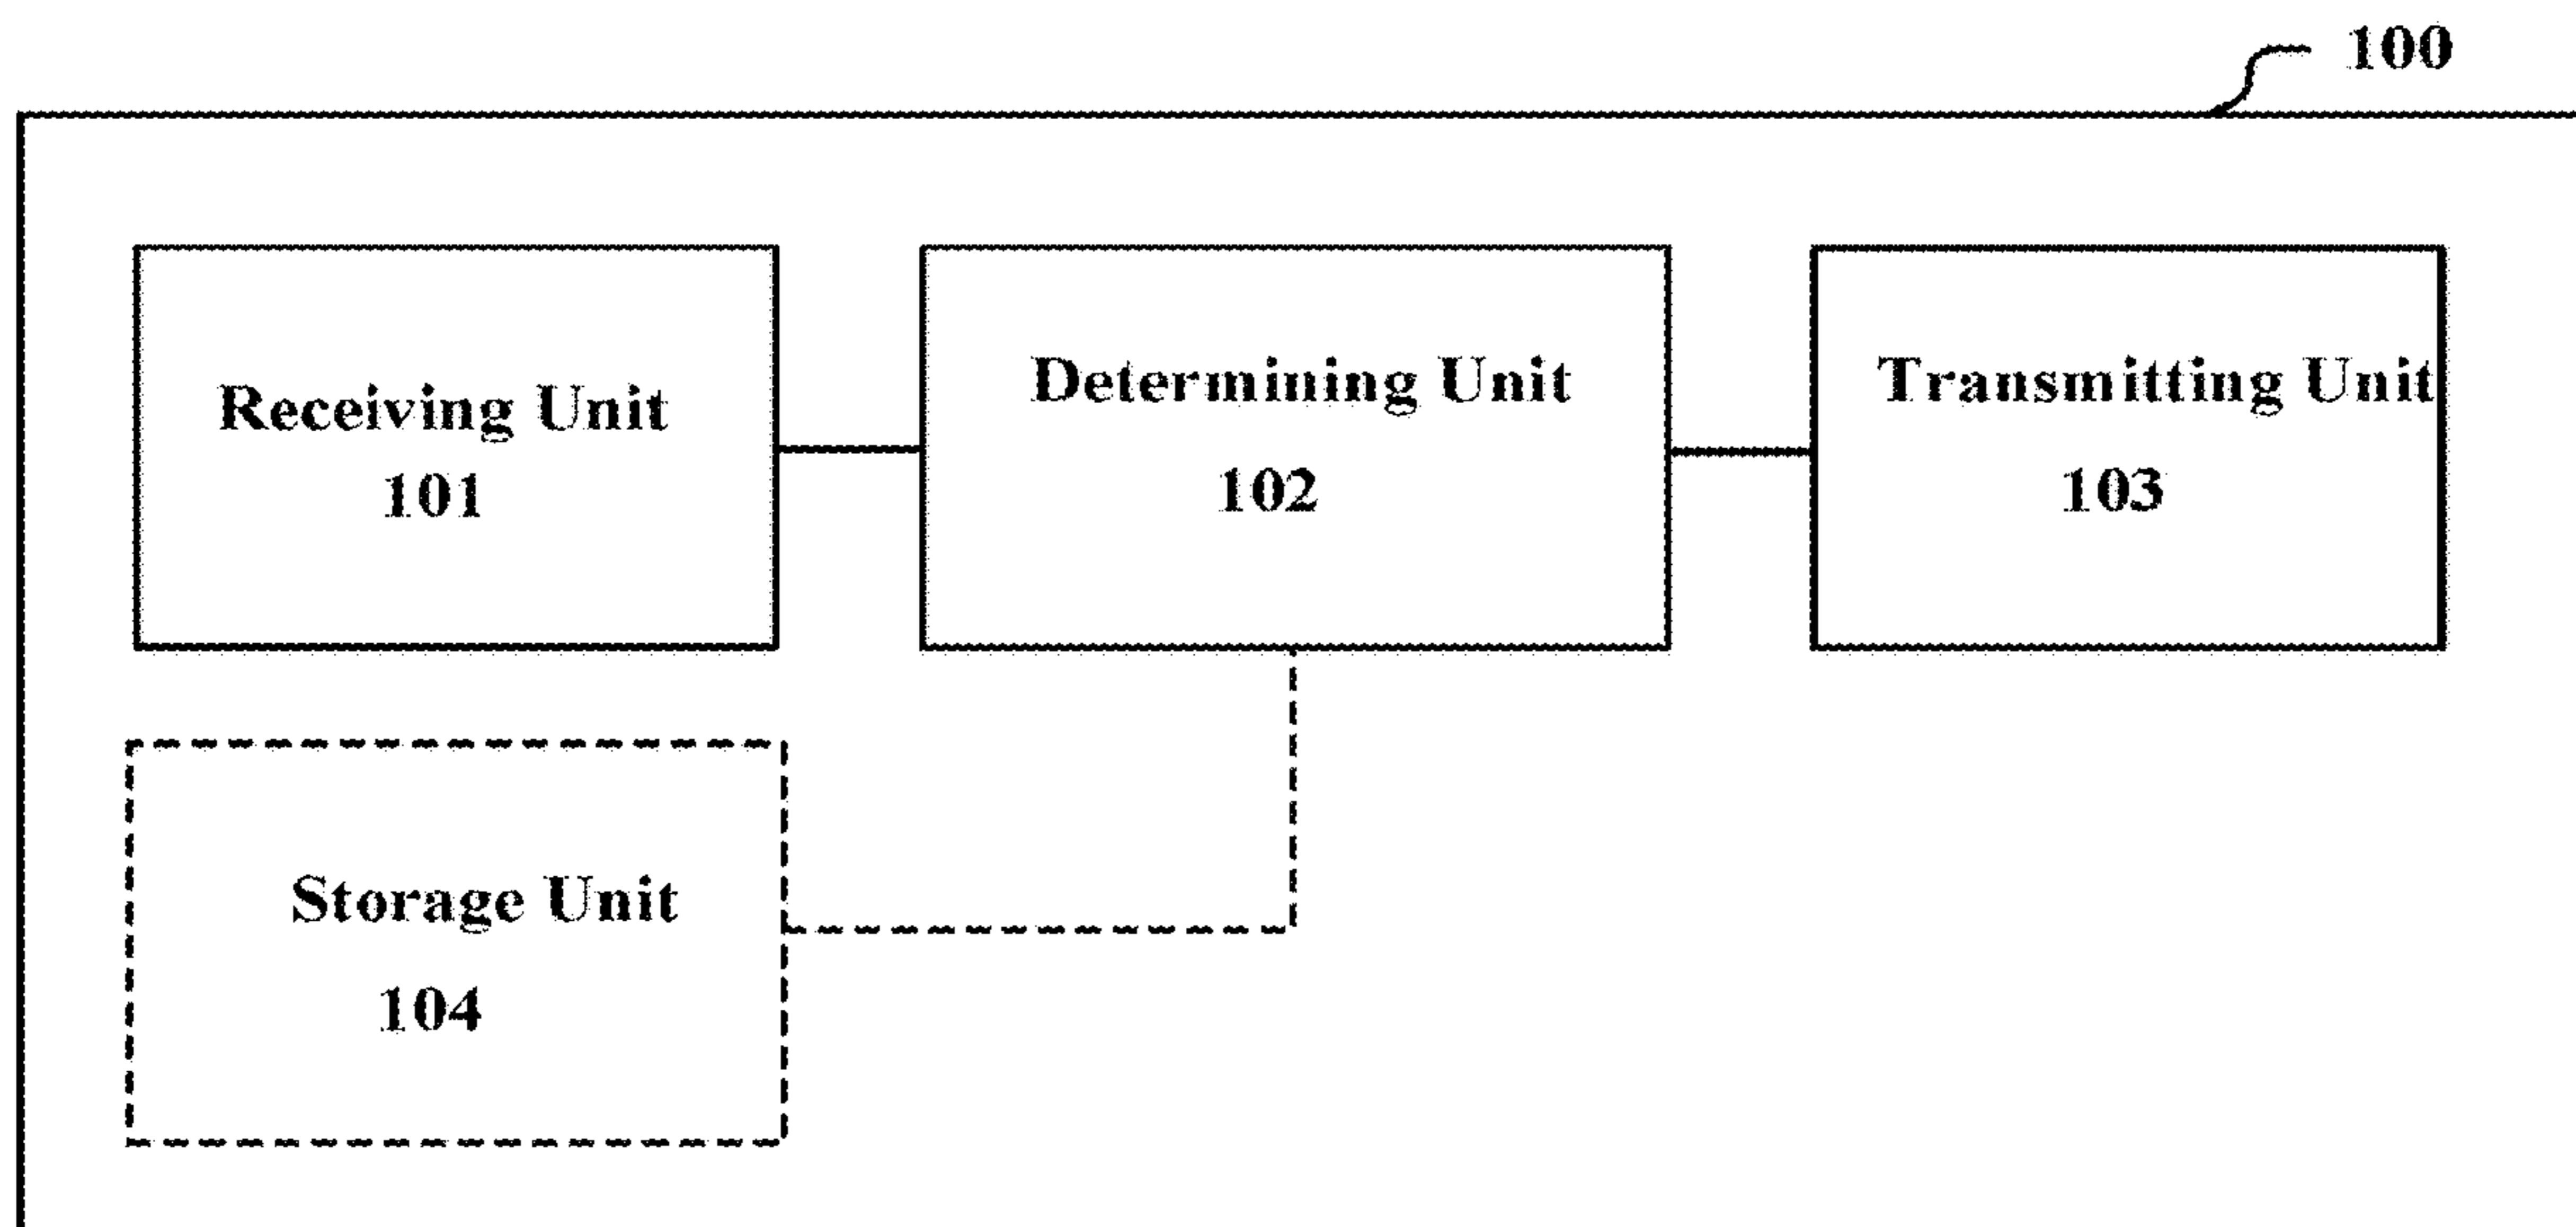 100
Receiving Unit
101
Determining Unit
102
Transmitting Unit
103
Storage Unit
104